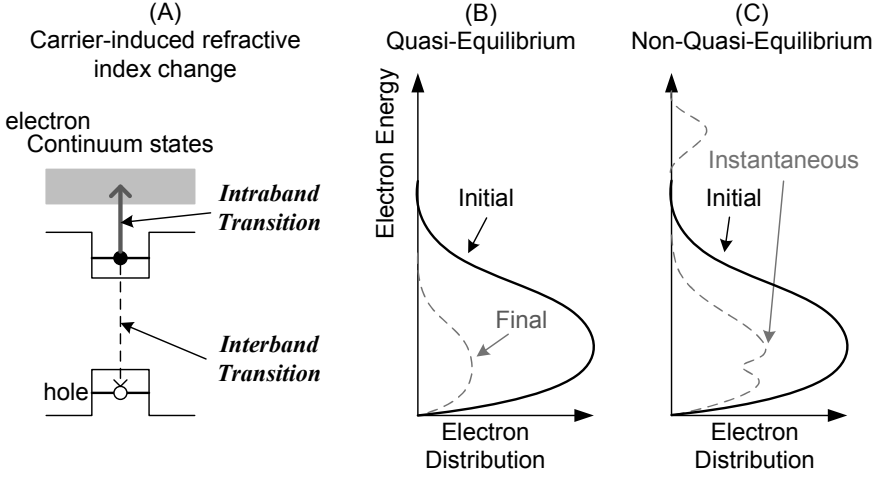 (A)
Carrier-induced refractive
index change
electron
Continuum states
Intraband
Transition
Interband
Transition
hole
(B)
Quasi-Equilibrium
Electron Energy
Initial
Final
Electron
Distribution
(C)
Non-Quasi-Equilibrium
Instantaneous
Initial
Electron
Distribution